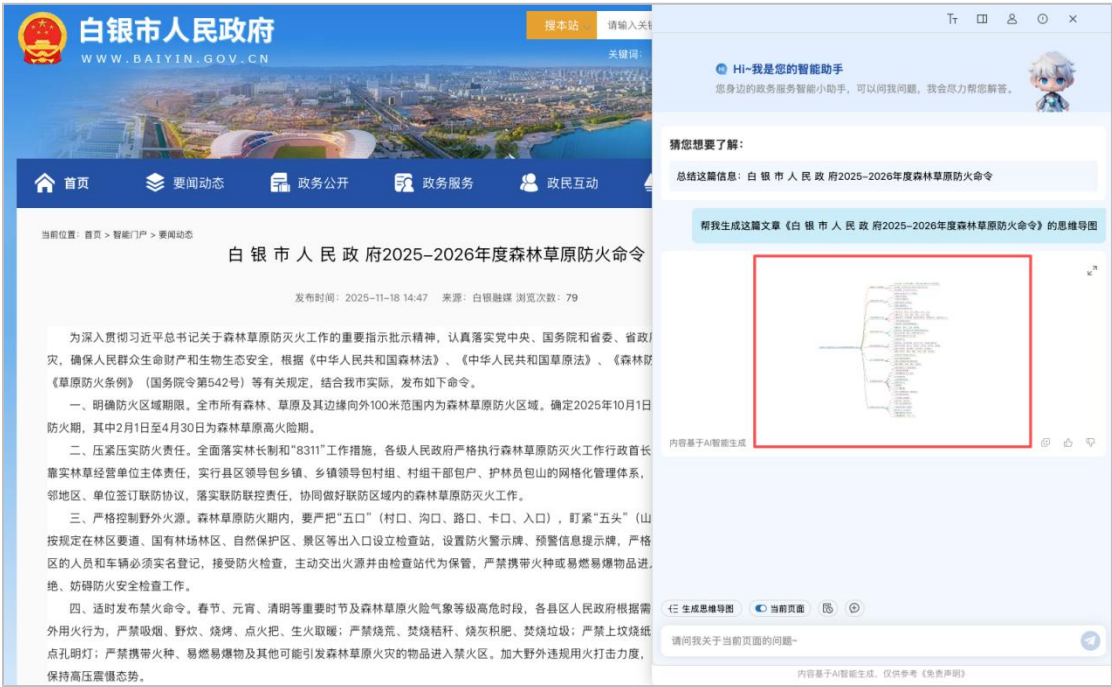 白银市人民政府
WWW.BAIYIN.GOV.CN
搜本站
请输入关键
关键词:
首页
要闻动态
政务公开
政务服务
政民互动
当前位置: 首页 > 智能门户 > 要闻动态
白 银 市 人 民 政 府2025-2026年度森林草原防火命令
发布时间: 2025-11-18 14:47 来源: 白银融媒 浏览次数: 79
为深入贯彻习近平总书记关于森林草原防灭火工作的重要指示批示精神，认真落实党中央、国务院和省委、省政府
灾，确保人民群众生命财产和生物生态安全，根据《中华人民共和国森林法》、《中华人民共和国草原法》、《森林防
《草原防火条例》（国务院令第542号）等有关规定，结合我市实际，发布如下命令。
一、明确防火区域期限。全市所有森林、草原及其边缘向外100米范围内为森林草原防火区域。确定2025年10月1日
防火期，其中2月1日至4月30日为森林草原高火险期。
二、压紧压实防火责任。全面落实林长制和“8311”工作措施，各级人民政府严格执行森林草原防灭火工作行政首长
靠实林草经营单位主体责任，实行县区领导包乡镇、乡镇领导包村组、村组干部包户、护林员包山的网格化管理体系，
邻地区、单位签订联防协议，落实联防联控责任，协同做好联防区域内的森林草原防灭火工作。
三、严格控制野外火源。森林草原防火期内，要严把“五口”（村口、沟口、路口、卡口、入口），盯紧“五头”（山
按规定在林区要道、国有林场林区、自然保护区、景区等出入口设立检查站，设置防火警示牌、预警信息提示牌，严格
区的人员和车辆必须实名登记，接受防火检查，主动交出火源并由检查站代为保管，严禁携带火种或易燃易爆物品进
绝、妨碍防火安全检查工作。
四、适时发布禁火命令。春节、元宵、清明等重要时节及森林草原火险气象等级高危时段，各县区人民政府根据需
外用火行为，严禁吸烟、野炊、烧烤、点火把、生火取暖；严禁烧荒、焚烧秸秆、烧灰积肥、焚烧垃圾；严禁上坟烧纸
点孔明灯；严禁携带火种、易燃易爆物及其他可能引发森林草原火灾的物品进入禁火区。加大野外违规用火打击力度，
保持高压震慑态势。
Hi~我是您的智能助手
您身边的政务服务智能小助手，可以问我问题，我会尽力帮您解答。
猜您想要了解：
总结这篇信息：白 银 市 人 民 政 府2025-2026年度森林草原防火命令
帮我生成这篇文章《白 银 市 人 民 政 府2025-2026年度森林草原防火命令》的思维导图
内容基于AI智能生成
生成思维导图
当前页面
请问我关于当前页面的问题~
内容基于AI智能生成，仅供参考《免责声明》